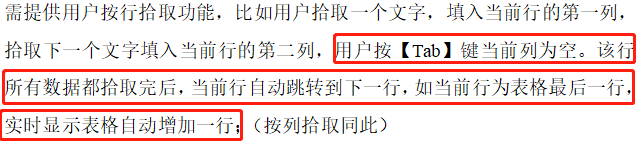 需提供用户按行拾取功能，比如用户拾取一个文字，填入当前行的第一列，
拾取下一个文字填入当前行的第二列，用户按【Tab】键当前列为空。该行
所有数据都拾取完后，当前行自动跳转到下一行，如当前行为表格最后一行，
实时显示表格自动增加一行；（按列拾取同此）